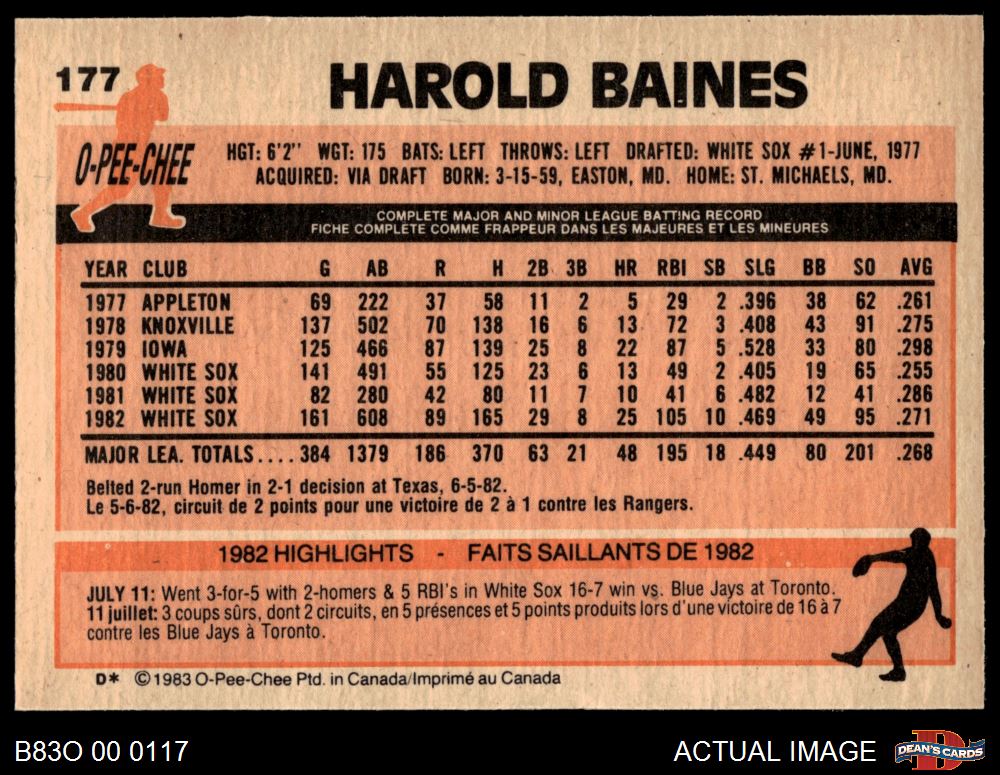 177
HAROLD BAINES
O-PEE-CHEE
HGT: 6'2" WGT: 175 BATS: LEFT THROWS: LEFT DRAFTED: WHITE SOX #1-JUNE, 1977
ACQUIRED: VIA DRAFT BORN: 3-15-59, EASTON, MD. HOME: ST. MICHAELS, MD.
COMPLETE MAJOR AND MINOR LEAGUE BATTING RECORD
FICHE COMPLÈTE COMME FRAPPEUR DANS LES MAJEURES ET LES MINEURES
YEAR CLUB G AB R H 2B 3B HR RBI SB SLG BB SO AVG
1977 APPLETON 69 222 37 58 11 2 5 29 2 .396 38 62 .261
1978 KNOXVILLE 137 502 70 138 16 6 13 72 3 .408 43 91 .275
1979 IOWA 125 466 87 139 25 8 22 87 5 .528 33 80 .298
1980 WHITE SOX 141 491 55 125 23 6 13 49 2 .405 19 65 .255
1981 WHITE SOX 82 280 42 80 11 7 10 41 6 .482 12 41 .286
1982 WHITE SOX 161 608 89 165 29 8 25 105 10 .469 49 95 .271
MAJOR LEA. TOTALS.... 384 1379 186 370 63 21 48 195 18 .449 80 201 .268
Belted 2-run Homer in 2-1 decision at Texas, 6-5-82.
Le 5-6-82, circuit de 2 points pour une victoire de 2 à 1 contre les Rangers.
1982 HIGHLIGHTS - FAITS SAILLANTS DE 1982
JULY 11: Went 3-for-5 with 2-homers & 5 RBI's in White Sox 16-7 win vs. Blue Jays at Toronto.
11 juillet: 3 coups sûrs, dont 2 circuits, en 5 présences et 5 points produits lors d'une victoire de 16 à 7
contre les Blue Jays à Toronto.
D* © 1983 O-Pee-Chee Ptd. in Canada/Imprimé au Canada
B83O 00 0117
ACTUAL IMAGE
DEAN'S CARDS